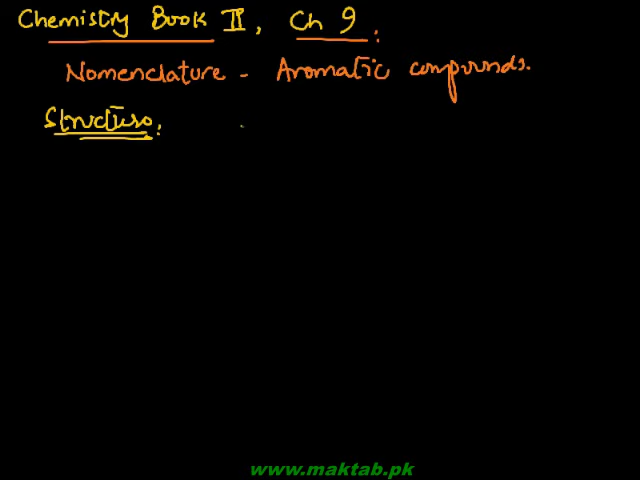 Chemistry Book II, Ch 9:
Nomenclature - Aromatic compounds.
Structure:
www.maktab.pk